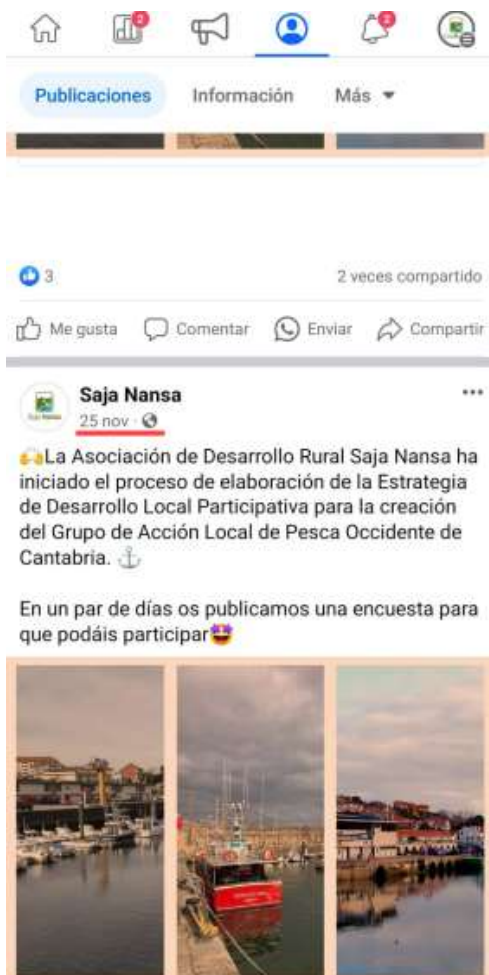 2
2
Publicaciones Información Más
3 2 veces compartido
Me gusta Comentar Enviar Compartir
Saja Nansa
25 nov ·
La Asociación de Desarrollo Rural Saja Nansa ha
iniciado el proceso de elaboración de la Estrategia
de Desarrollo Local Participativa para la creación
del Grupo de Acción Local de Pesca Occidente de
Cantabria.
En un par de días os publicamos una encuesta para
que podáis participar